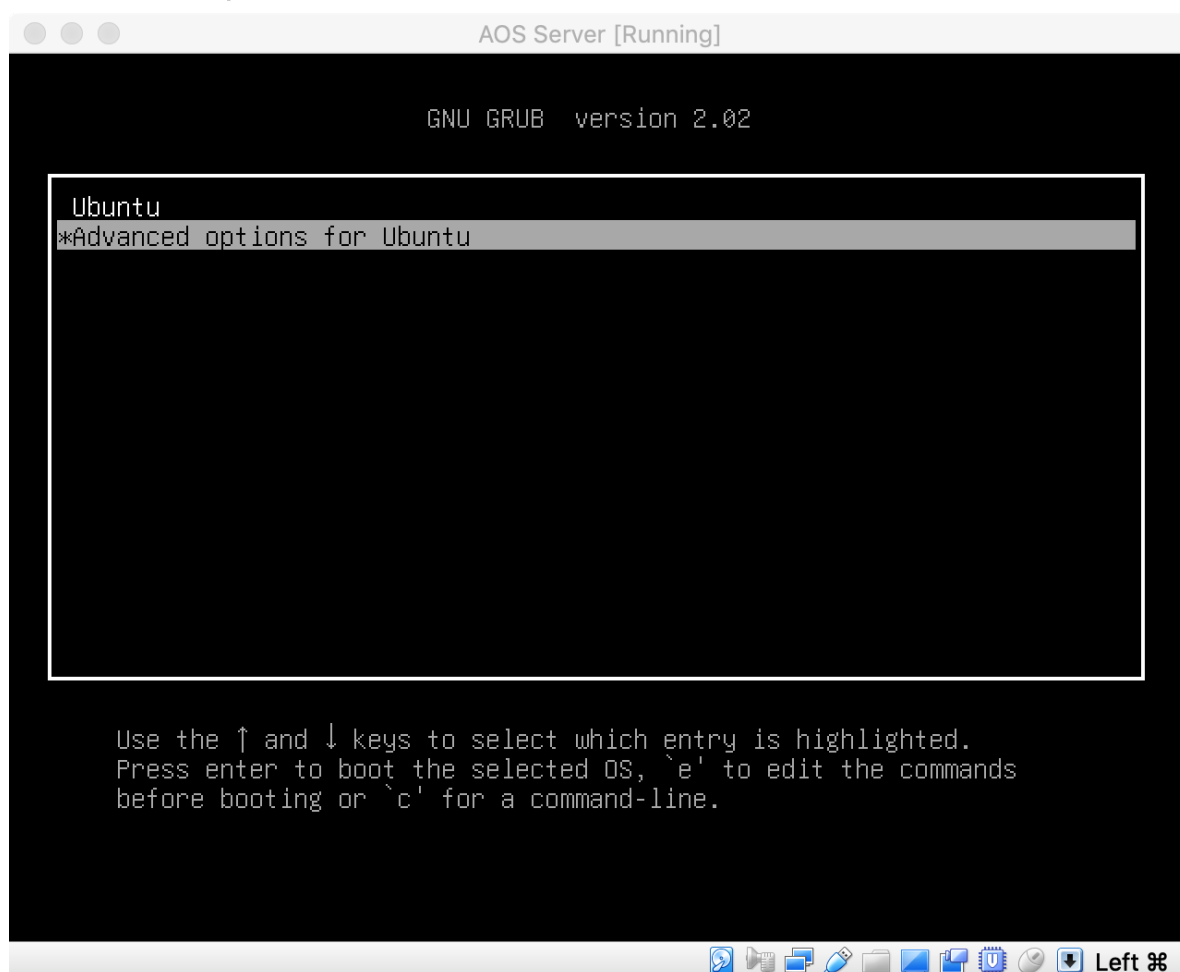 AOS Server [Running]
GNU GRUB  version 2.02
Ubuntu
*Advanced options for Ubuntu
Use the ↑ and ↓ keys to select which entry is highlighted.
Press enter to boot the selected OS, `e' to edit the commands
before booting or `c' for a command-line.
Left ⌘